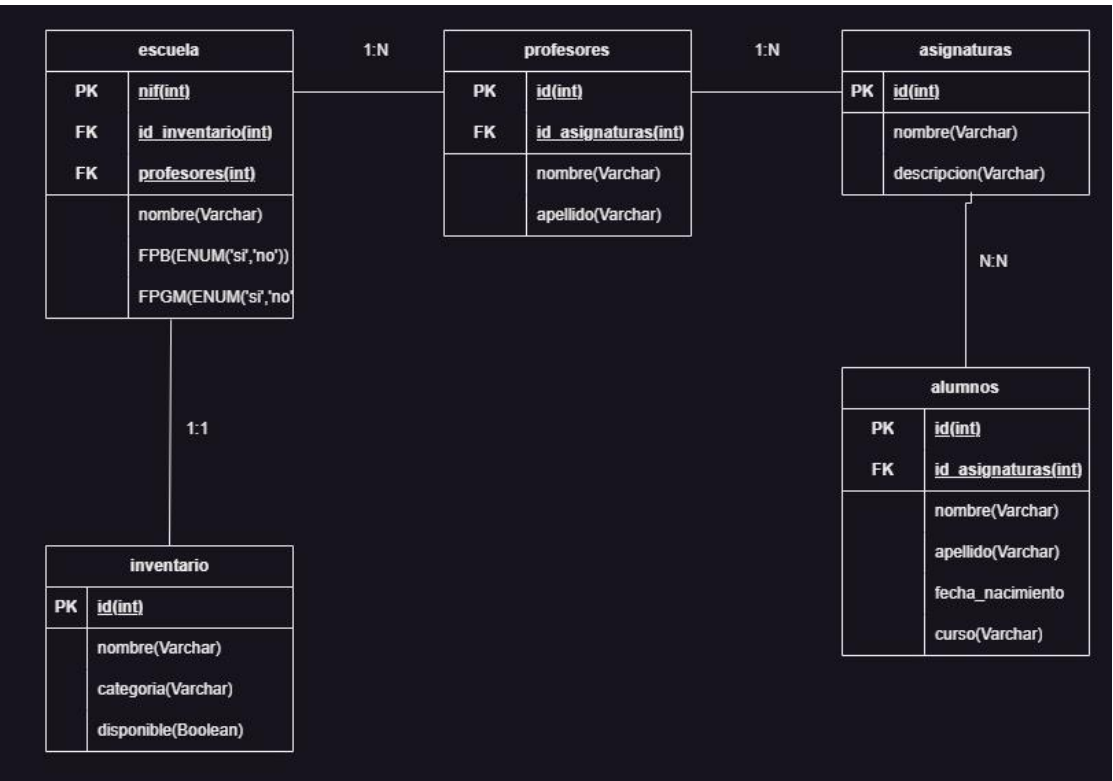 escuela
PK nif(int)
FK id_inventario(int)
FK profesores(int)
nombre(Varchar)
FPB(ENUM('si','no'))
FPGM(ENUM('si','no'
1:N
profesores
PK id(int)
FK id_asignaturas(int)
nombre(Varchar)
apellido(Varchar)
1:N
asignaturas
PK id(int)
nombre(Varchar)
descripcion(Varchar)
N:N
alumnos
PK id(int)
FK id_asignaturas(int)
nombre(Varchar)
apellido(Varchar)
fecha_nacimiento
curso(Varchar)
1:1
inventario
PK id(int)
nombre(Varchar)
categoria(Varchar)
disponible(Boolean)